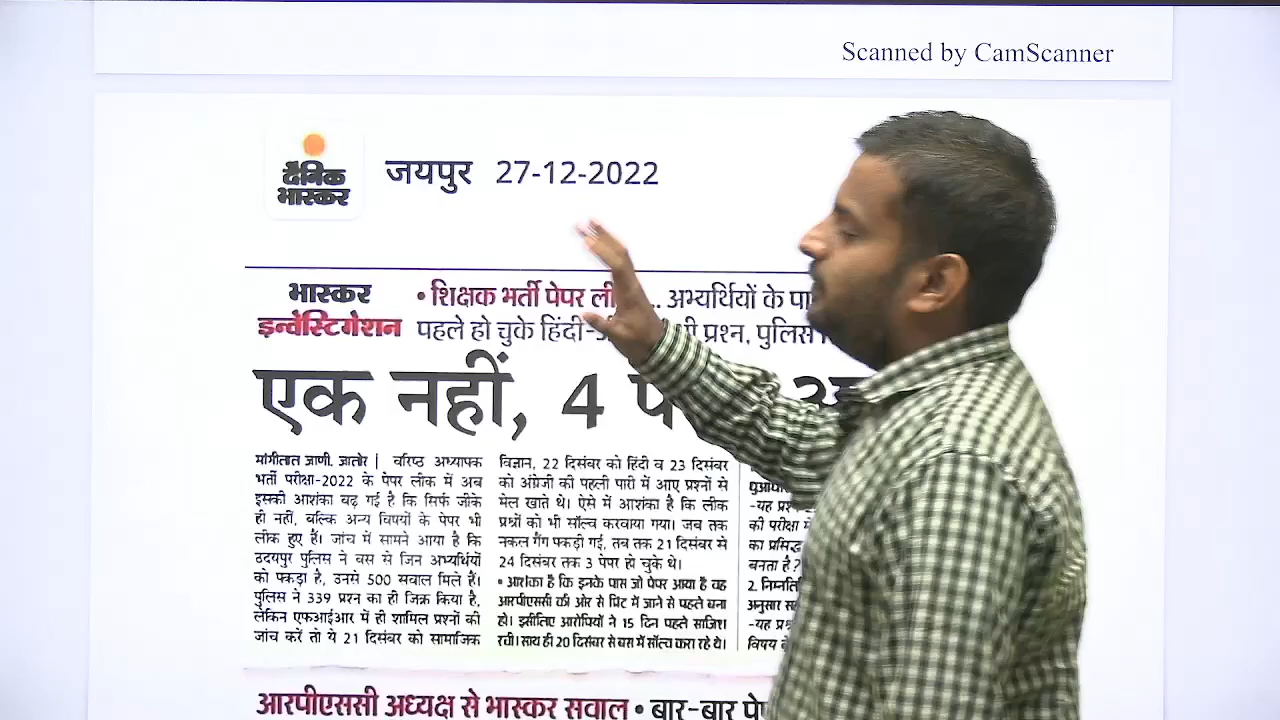 Scanned by CamScanner
दैनिक
भास्कर
जयपुर 27-12-2022
भास्कर
इन्वेस्टिगेशन
• शिक्षक भर्ती पेपर ... अभ्यर्थियों के
पहले हो चुके प्रश्न, पुलिस
एक नहीं, 4
मांगीलाल जाणी. जालोर | वरिष्ठ अध्यापक
भर्ती परीक्षा-2022 के पेपर लीक में अब
इसकी आशंका बढ़ गई है कि सिर्फ जीके
ही नहीं, बल्कि अन्य विषयों के पेपर भी
लीक हुए हैं। जांच में सामने आया है कि
उदयपुर पुलिस ने बस से जिन अभ्यर्थियों
को पकड़ा है, उनसे 500 सवाल मिले हैं।
पुलिस ने 339 प्रश्न का ही जिक्र किया है,
लेकिन एफआईआर में ही शामिल प्रश्नों की
जांच करें तो ये 21 दिसंबर को सामाजिक
विज्ञान, 22 दिसंबर को हिंदी व 23 दिसंबर
को अंग्रेजी की पहली पारी में आए प्रश्नों से
मेल खाते थे। ऐसे में आशंका है कि लीक
प्रश्नों को भी सॉल्व करवाया गया। जब तक
नकल गैंग पकड़ी गई, तब तक 21 दिसंबर से
24 दिसंबर तक 3 पेपर हो चुके थे।
• आशंका है कि इनके पास जो पेपर आया है वह
आरपीएससी की ओर से प्रिंट में जाने से पहले बना
हो। इसीलिए आरोपियों ने 15 दिन पहले साजिश
रची। साथ ही 20 दिसंबर से बस में सॉल्व करा रहे थे।
-यह
की परीक्षा
का प्रसिद्ध
बनता है?
2.
अनुसार
-यह
विषय
आरपीएससी अध्यक्ष से भास्कर सवाल • बार-बार